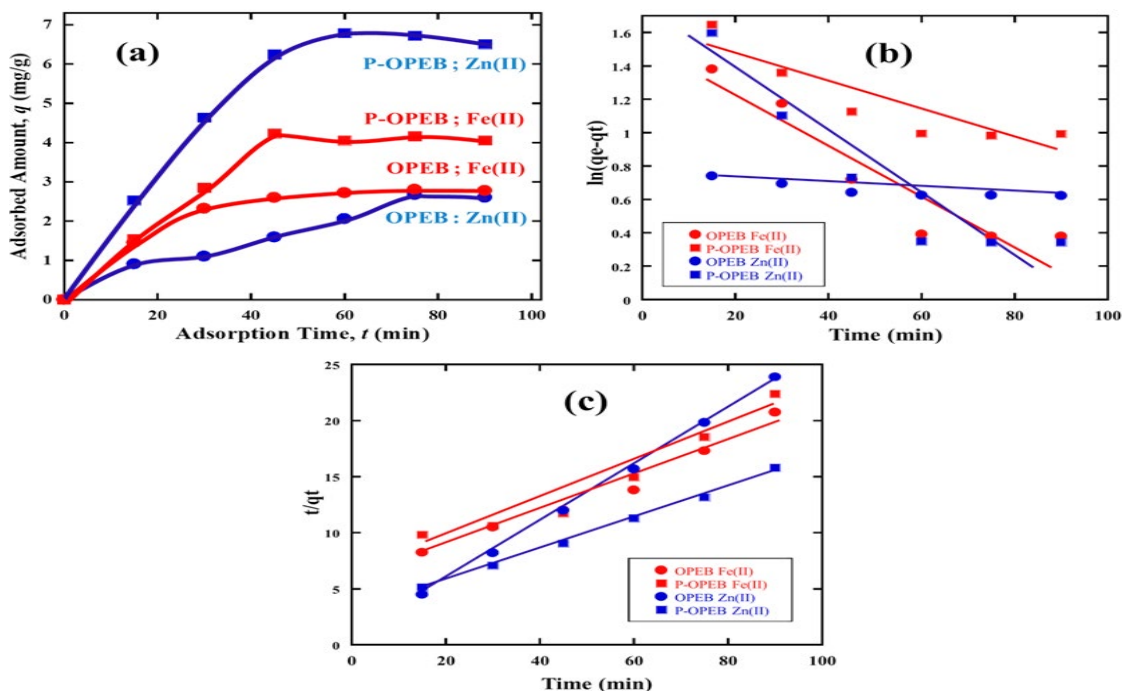 (a)
Adsorbed Amount, q (mg/g)
7
6
5
4
3
2
1
0
P-OPEB ; Zn(II)
P-OPEB ; Fe(II)
OPEB ; Fe(II)
OPEB ; Zn(II)
0 20 40 60 80 100
Adsorption Time, t (min)
(b)
ln(qe-qt)
1.6
1.4
1.2
1
0.8
0.6
0.4
0.2
0
OPEB Fe(II)
P-OPEB Fe(II)
OPEB Zn(II)
P-OPEB Zn(II)
0 20 40 60 80 100
Time (min)
(c)
t/qt
25
20
15
10
5
0
OPEB Fe(II)
P-OPEB Fe(II)
OPEB Zn(II)
P-OPEB Zn(II)
0 20 40 60 80 100
Time (min)